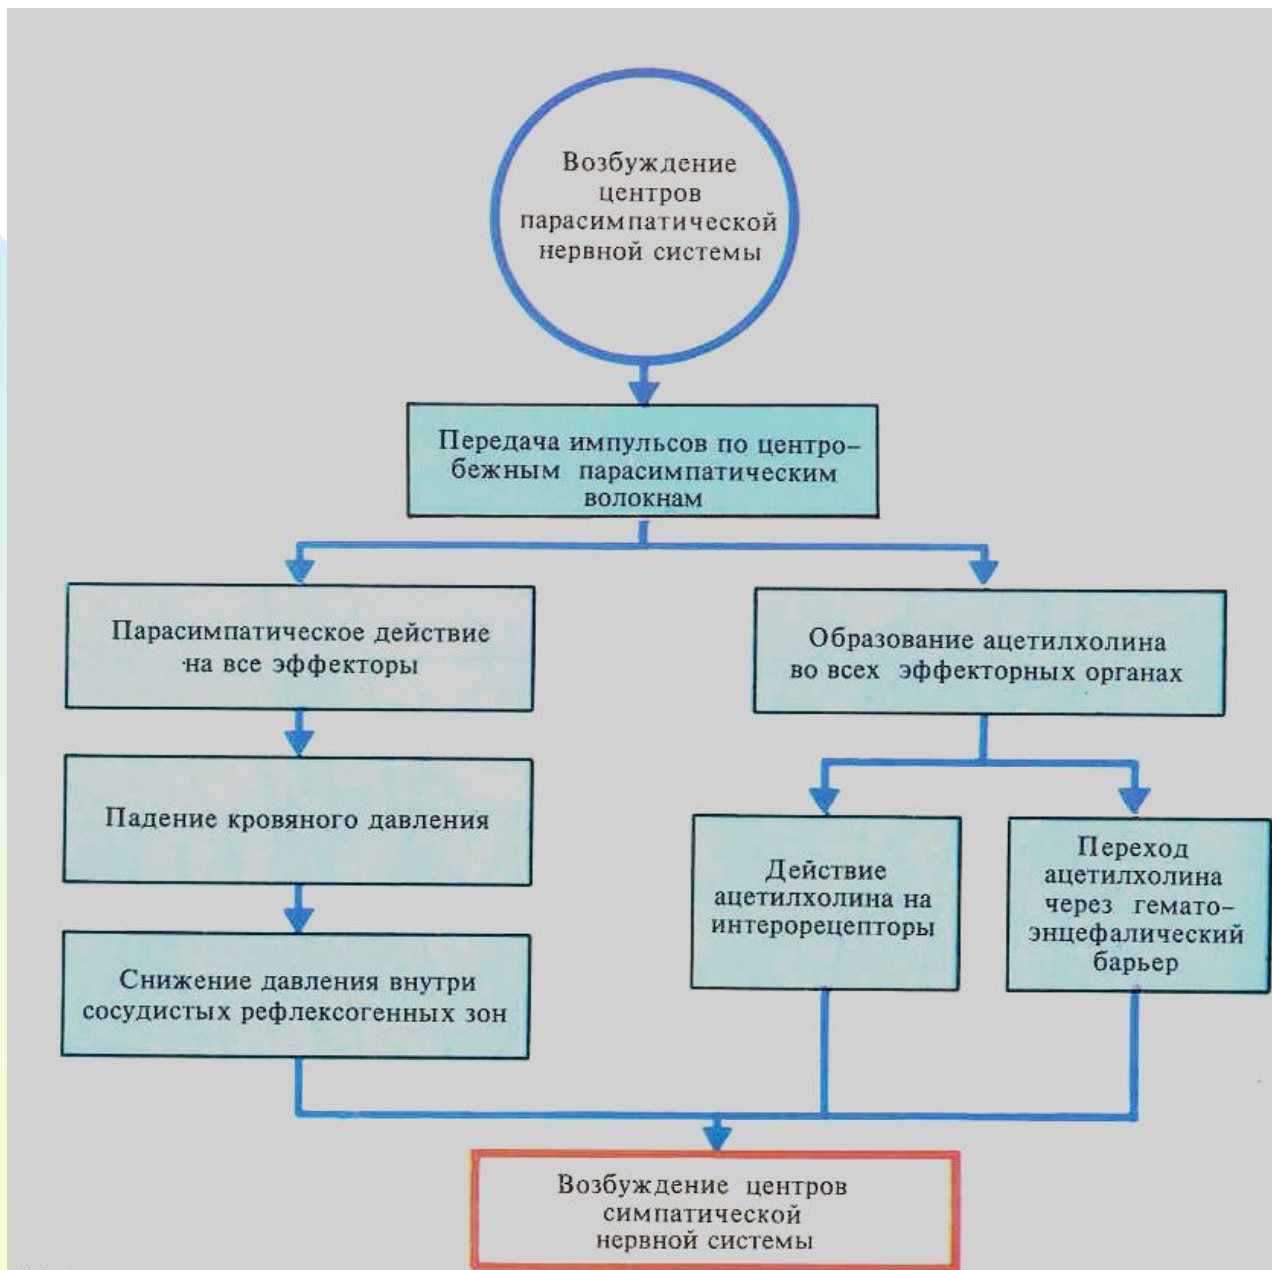 Возбуждение
центров
парасимпатической
нервной системы
Передача импульсов по центро-
бежным парасимпатическим
волокнам
Парасимпатическое действие
на все эффекторы
Образование ацетилхолина
во всех эффекторных органах
Падение кровяного давления
Действие
ацетилхолина на
интерорецепторы
Переход
ацетилхолина
через гемато-
энцефалический
барьер
Снижение давления внутри
сосудистых рефлексогенных зон
Возбуждение центров
симпатической
нервной системы